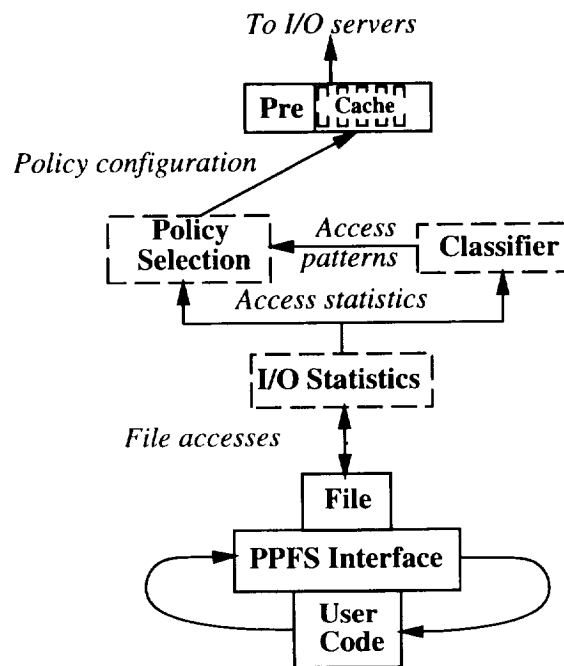 To I/O servers
Pre Cache
Policy configuration
Policy
Selection
Access
patterns
Classifier
Access statistics
I/O Statistics
File accesses
File
PPFS Interface
User
Code